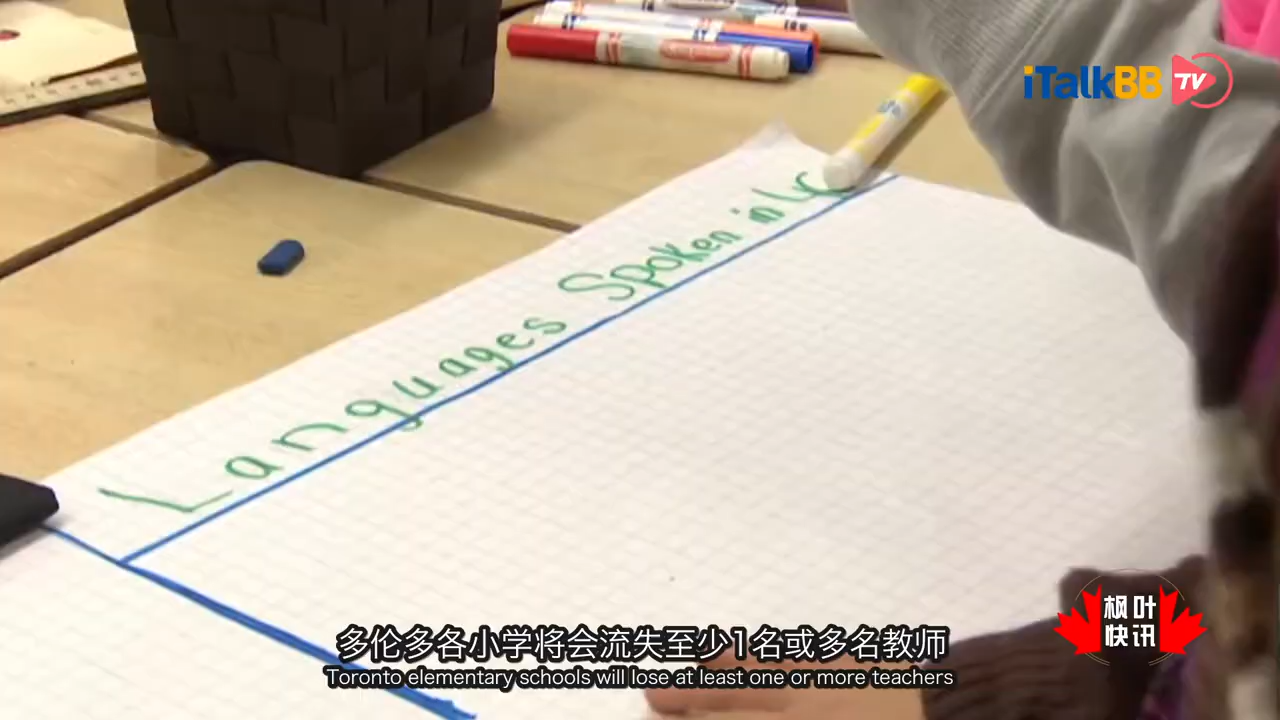 iTalkBB TV
Languages Spoken in
枫叶
快讯
多伦多各小学将会流失至少1名或多名教师
Toronto elementary schools will lose at least one or more teachers